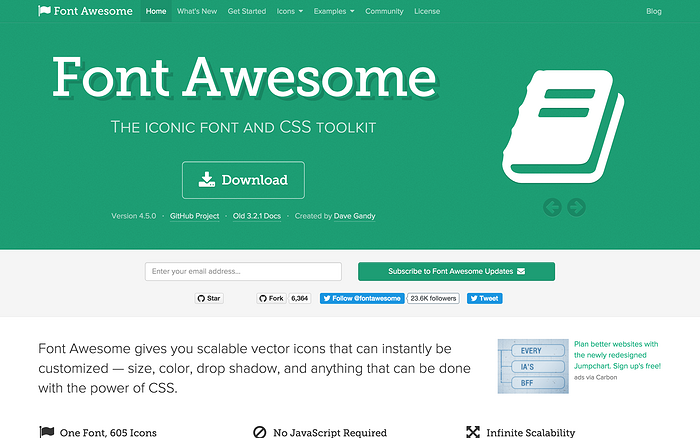 Font Awesome Home What's New Get Started Icons Examples Community License Blog
Font Awesome
The iconic font and CSS toolkit
Download
Version 4.5.0 · GitHub Project · Old 3.2.1 Docs · Created by Dave Gandy
Enter your email address... Subscribe to Font Awesome Updates
Star Fork 6,364 Follow @fontawesome 23.6K followers Tweet
Font Awesome gives you scalable vector icons that can instantly be
customized — size, color, drop shadow, and anything that can be done
with the power of CSS.
EVERY
IA'S
BFF
Plan better websites with
the newly redesigned
Jumpchart. Sign up's free!
ads via Carbon
One Font, 605 Icons No JavaScript Required Infinite Scalability